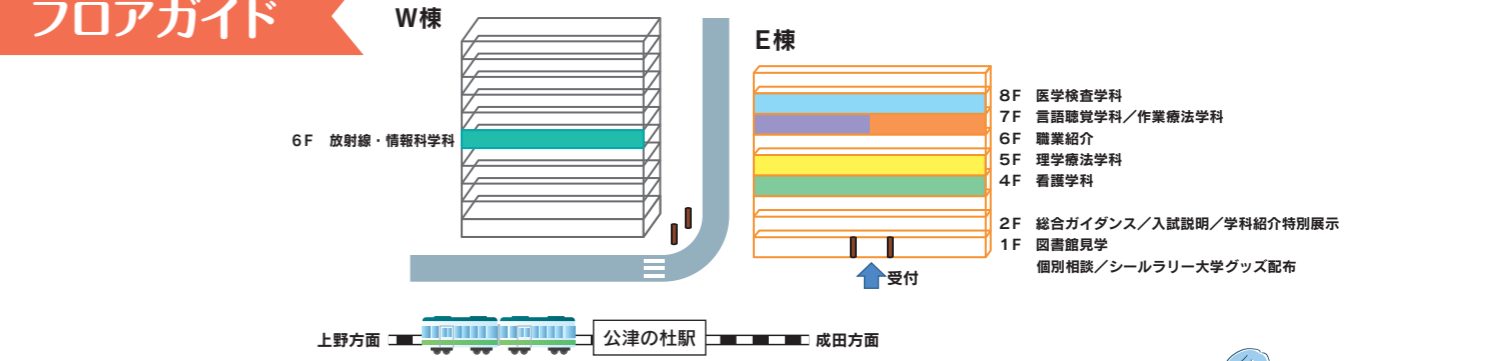 フロアガイド
W棟
E棟
6F 放射線・情報科学科
8F 医学検査学科
7F 言語聴覚学科／作業療法学科
6F 職業紹介
5F 理学療法学科
4F 看護学科
2F 総合ガイダンス／入試説明／学科紹介特別展示
1F 図書館見学
個別相談／シールラリー大学グッズ配布
受付
上野方面
公津の杜駅
成田方面